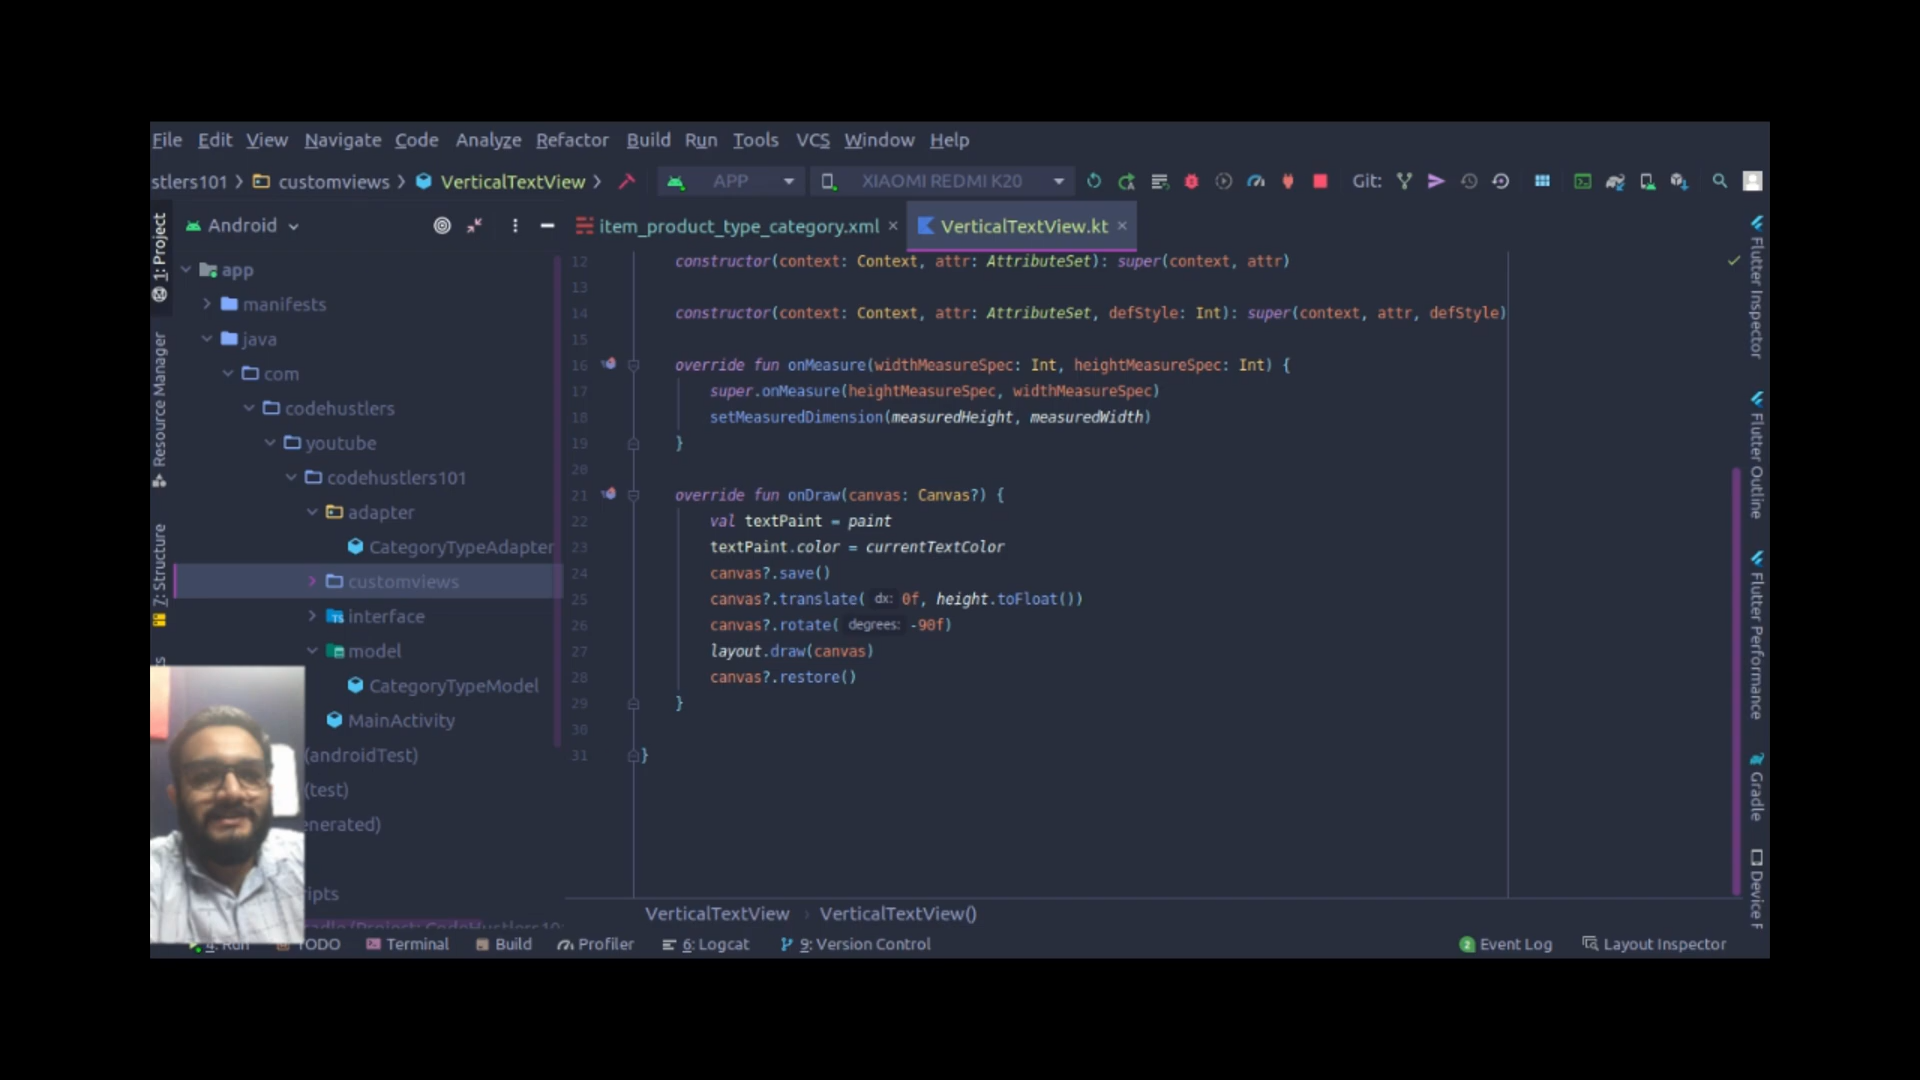 File Edit View Navigate Code Analyze Refactor Build Run Tools VCS Window Help
stlers101 customviews VerticalTextView APP XIAOMI REDMI K20 Git:
Android
item_product_type_category.xml VerticalTextView.kt
1: Project
Resource Manager
7: Structure
app
manifests
java
com
codehustlers
youtube
codehustlers101
adapter
CategoryTypeAdapter
customviews
interface
model
CategoryTypeModel
MainActivity
(androidTest)
(test)
enerated)
ipts
12 constructor(context: Context, attr: AttributeSet): super(context, attr)
13
14 constructor(context: Context, attr: AttributeSet, defStyle: Int): super(context, attr, defStyle)
15
16 override fun onMeasure(widthMeasureSpec: Int, heightMeasureSpec: Int) {
17 super.onMeasure(heightMeasureSpec, widthMeasureSpec)
18 setMeasuredDimension(measuredHeight, measuredWidth)
19 }
20
21 override fun onDraw(canvas: Canvas?) {
22 val textPaint = paint
23 textPaint.color = currentTextColor
24 canvas?.save()
25 canvas?.translate( dx: 0f, height.toFloat())
26 canvas?.rotate( degrees: -90f)
27 layout.draw(canvas)
28 canvas?.restore()
29 }
30
31 }
Flutter Inspector
Flutter Outline
Flutter Performance
Gradle
Device F
VerticalTextView VerticalTextView()
4: Run TODO Terminal Build Profiler 6: Logcat 9: Version Control 2 Event Log Layout Inspector